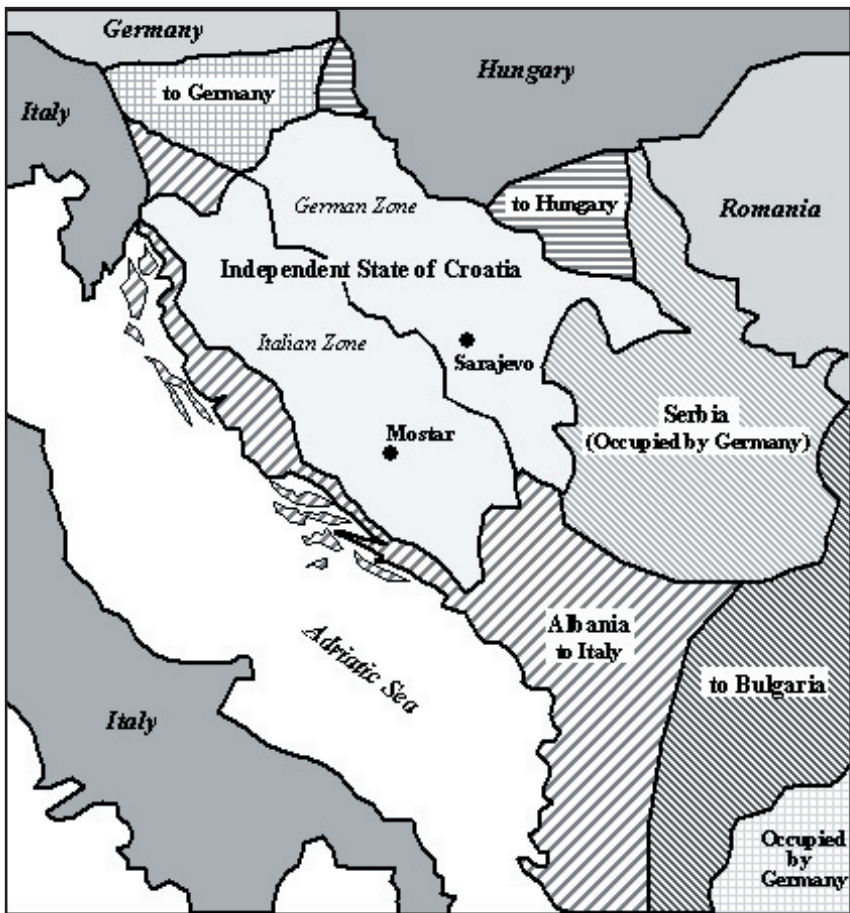 Germany
to Germany
Hungary
Italy
German Zone
to Hungary
Romania
Independent State of Croatia
Italian Zone
Sarajevo
Serbia
(Occupied by Germany)
Mostar
Albania
to Italy
Adriatic Sea
to Bulgaria
Italy
Occupied
by
Germany